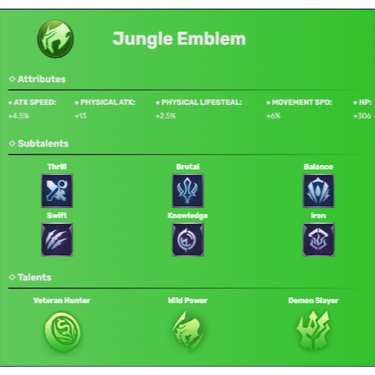 Jungle Emblem
◇ Attributes
● ATK SPEED: ● PHYSICAL ATK: ● PHYSICAL LIFESTEAL: ● MOVEMENT SPD: ● HP:
+4.5% +13 +2.5% +6% +306
◇ Subtalents
Thrill Brutal Balance
Swift Knowledge Iron
◇ Talents
Veteran Hunter Wild Power Demon Slayer